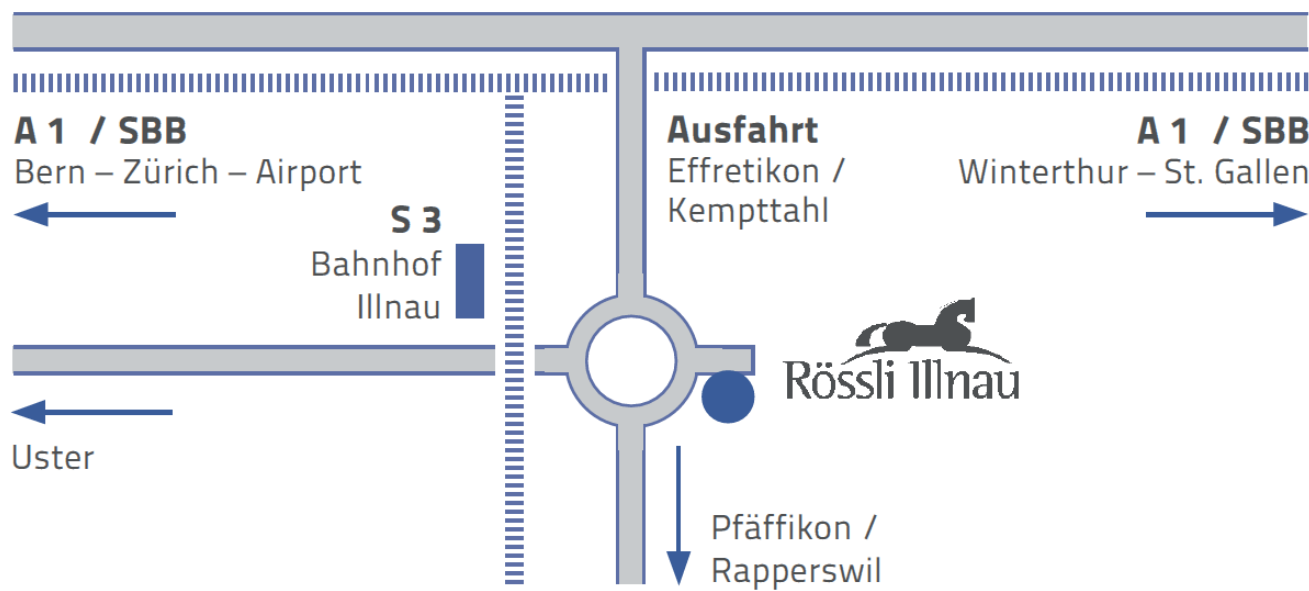 A 1 / SBB
Bern – Zürich – Airport
Ausfahrt
Effretikon /
Kempttahl
A 1 / SBB
Winterthur – St. Gallen
S 3
Bahnhof
Illnau
Rössli Illnau
Uster
Pfäffikon /
Rapperswil